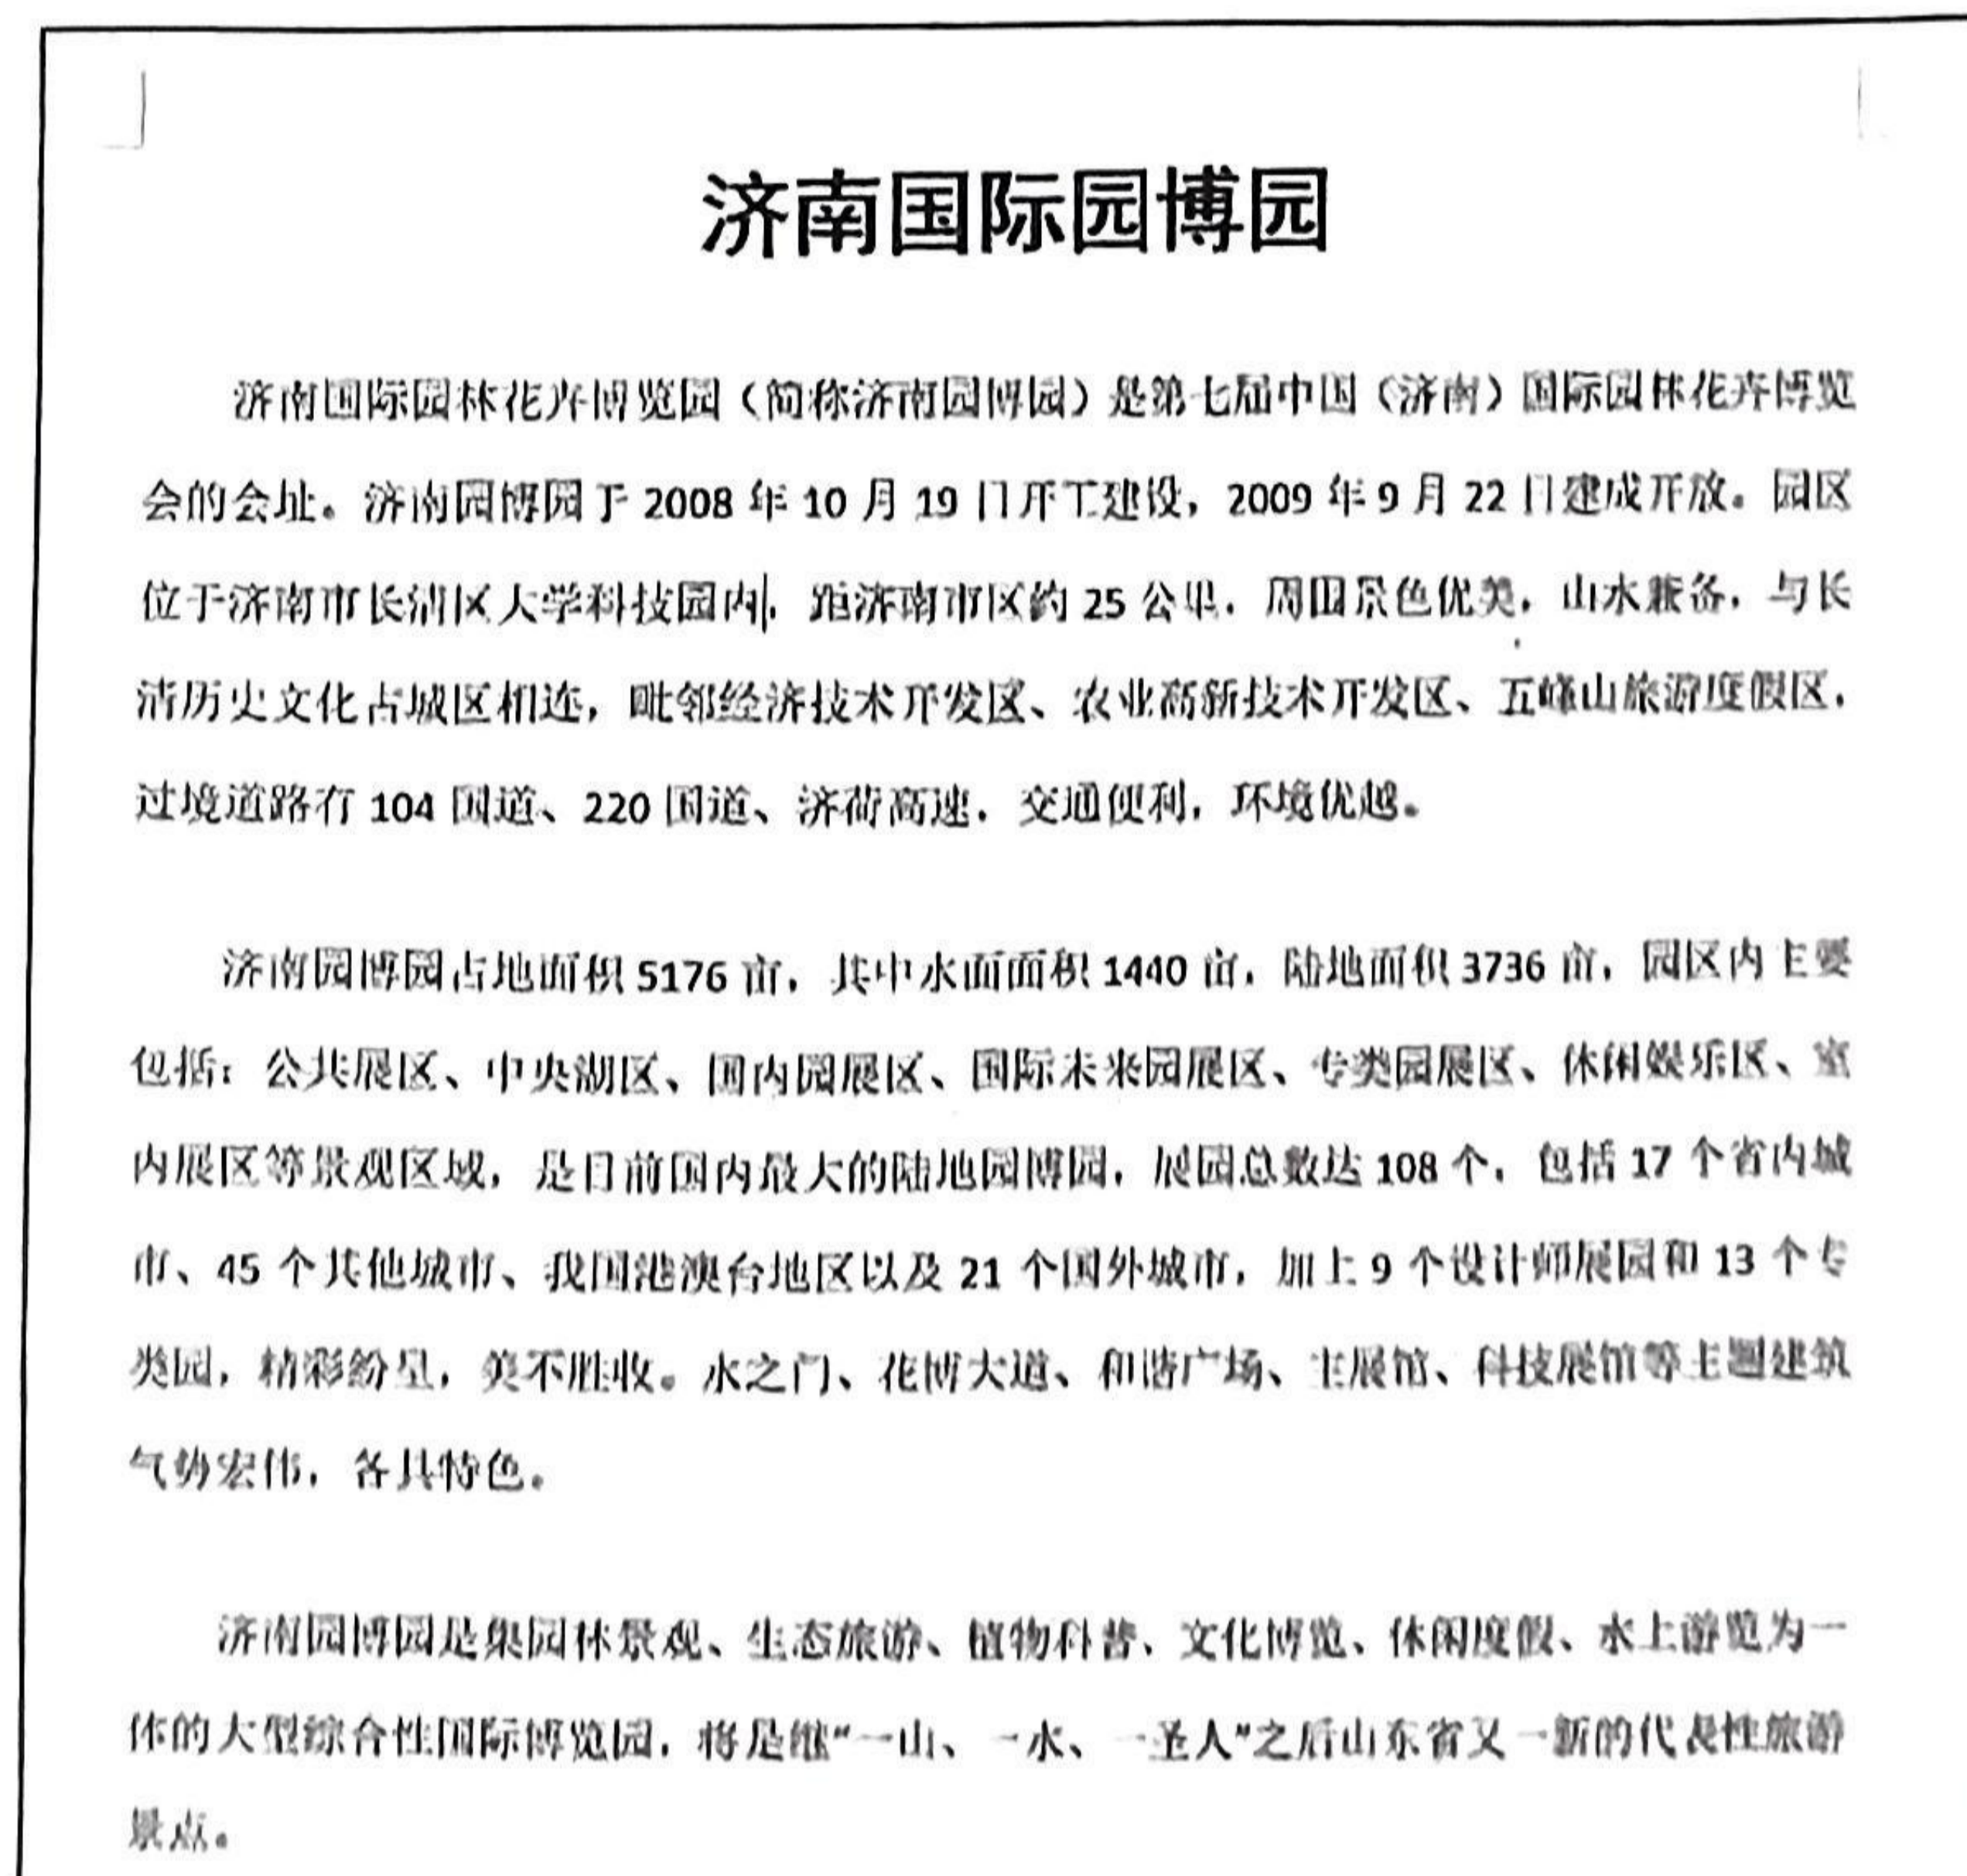 济南国际园博园
济南国际园林花卉博览园（简称济南园博园）是第七届中国（济南）国际园林花卉博览
会的会址。济南园博园于 2008 年 10 月 19 日开工建设，2009 年 9 月 22 日建成开放。园区
位于济南市长清区大学科技园内，距济南市区约 25 公里，周围景色优美，山水兼备，与长
清历史文化古城区相连，毗邻经济技术开发区、农业高新技术开发区、五峰山旅游度假区，
过境道路有 104 国道、220 国道、济荷高速，交通便利，环境优越。
济南园博园占地面积 5176 亩，其中水面面积 1440 亩，陆地面积 3736 亩，园区内主要
包括：公共展区、中央湖区、国内园展区、国际未来园展区、专类园展区、休闲娱乐区、室
内展区等景观区域，是目前国内最大的陆地园博园，展园总数达 108 个，包括 17 个省内城
市、45 个其他城市、我国港澳台地区以及 21 个国外城市，加上 9 个设计师展园和 13 个专
类园，精彩纷呈，美不胜收。水之门、花博大道、和谐广场、主展馆、科技展馆等主题建筑
气势宏伟，各具特色。
济南园博园是集园林景观、生态旅游、植物科普、文化博览、休闲度假、水上游览为一
体的大型综合性国际博览园，将是继“一山、一水、一圣人”之后山东省又一新的代表性旅游
景点。